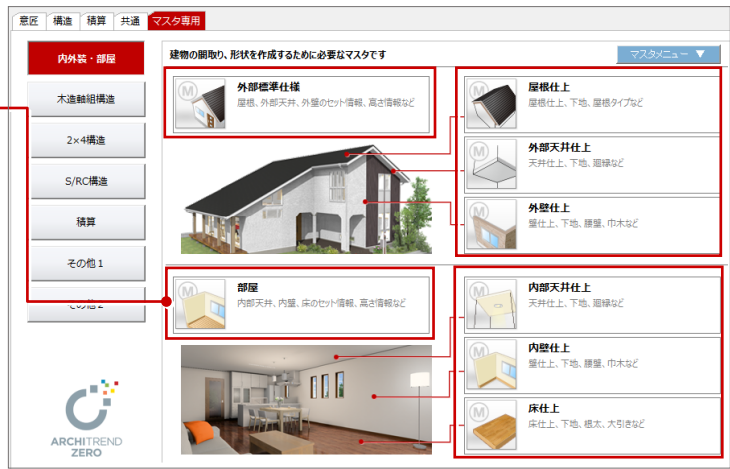 意匠 構造 積算 共通 マスタ専用
内外装・部屋
木造軸組構造
2×4構造
S/RC構造
積算
その他１
その他２
ARCHITREND
ZERO
建物の間取り、形状を作成するために必要なマスタです
マスタメニュー ▼
M
外部標準仕様
屋根、外部天井、外壁のセット情報、高さ情報など
M
屋根仕上
屋根仕上、下地、屋根タイプなど
M
外部天井仕上
天井仕上、下地、廻縁など
M
外壁仕上
壁仕上、下地、腰壁、巾木など
M
部屋
内部天井、内壁、床のセット情報、高さ情報など
M
内部天井仕上
天井仕上、下地、廻縁など
M
内壁仕上
壁仕上、下地、腰壁、巾木など
M
床仕上
床仕上、下地、根太、大引きなど